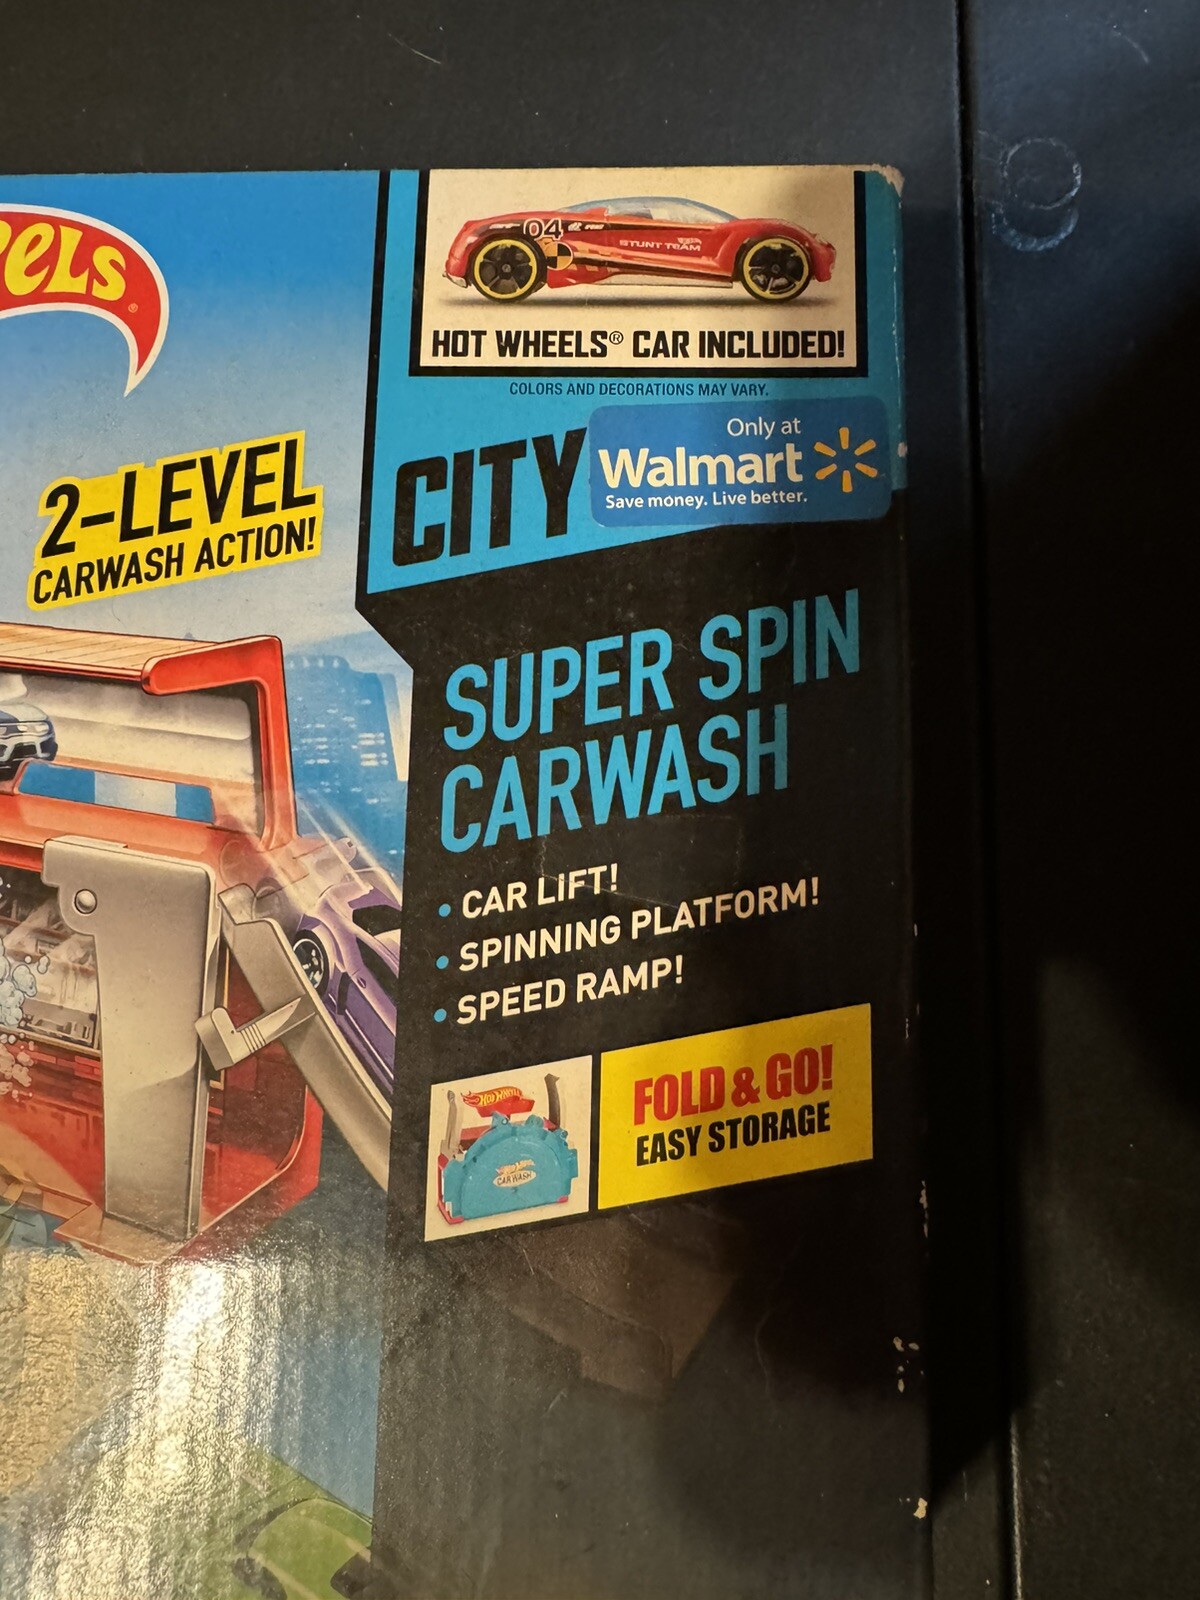 04
STUNT TEAM
HOT WHEELS® CAR INCLUDED!
COLORS AND DECORATIONS MAY VARY.
CITY
Only at
Walmart
Save money. Live better.
2-LEVEL
CARWASH ACTION!
SUPER SPIN
CARWASH
• CAR LIFT!
• SPINNING PLATFORM!
• SPEED RAMP!
HOT WHEELS
CAR WASH
FOLD & GO!
EASY STORAGE